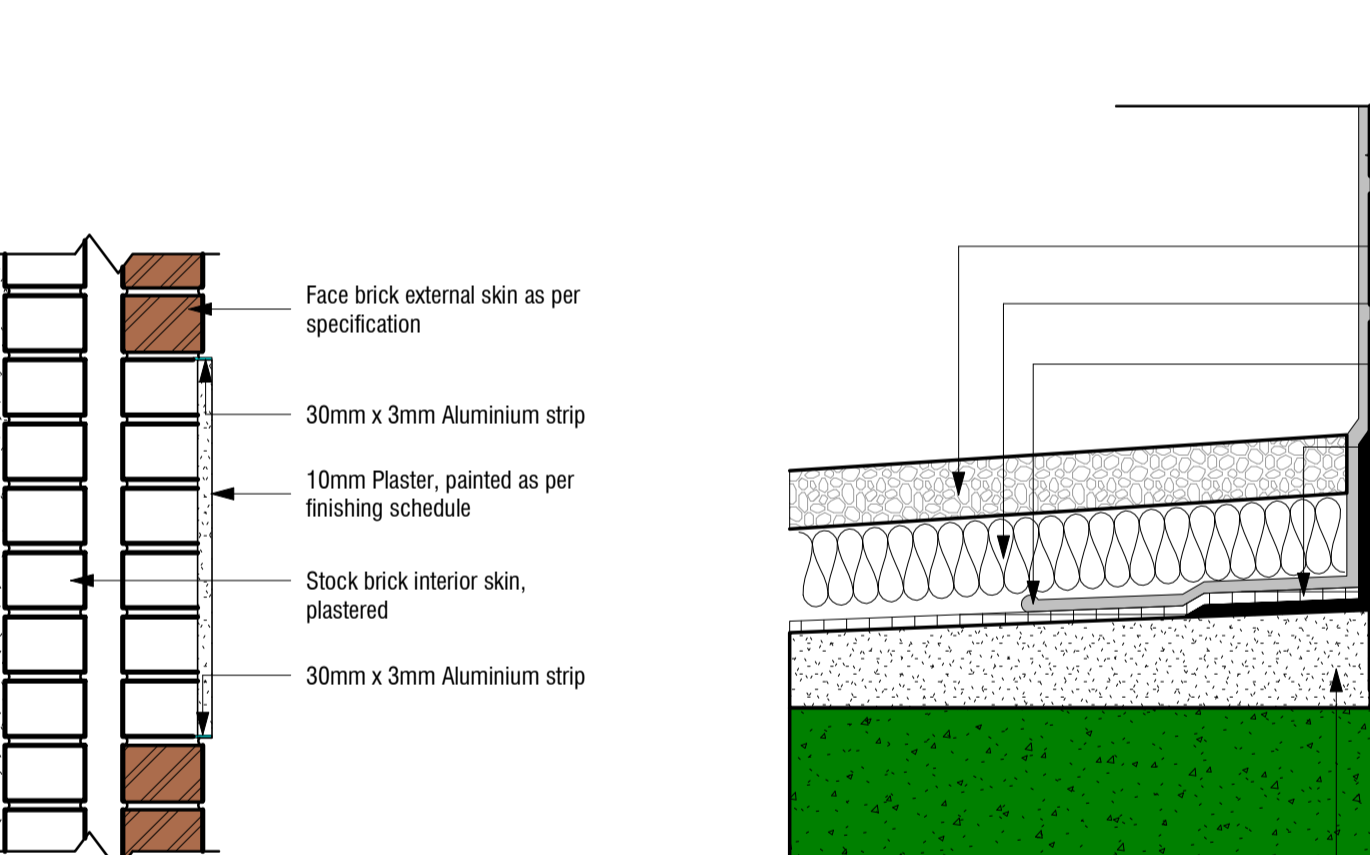 Face brick external skin as per
specification
30mm x 3mm Aluminium strip
10mm Plaster, painted as per
finishing schedule
Stock brick interior skin,
plastered
30mm x 3mm Aluminium strip